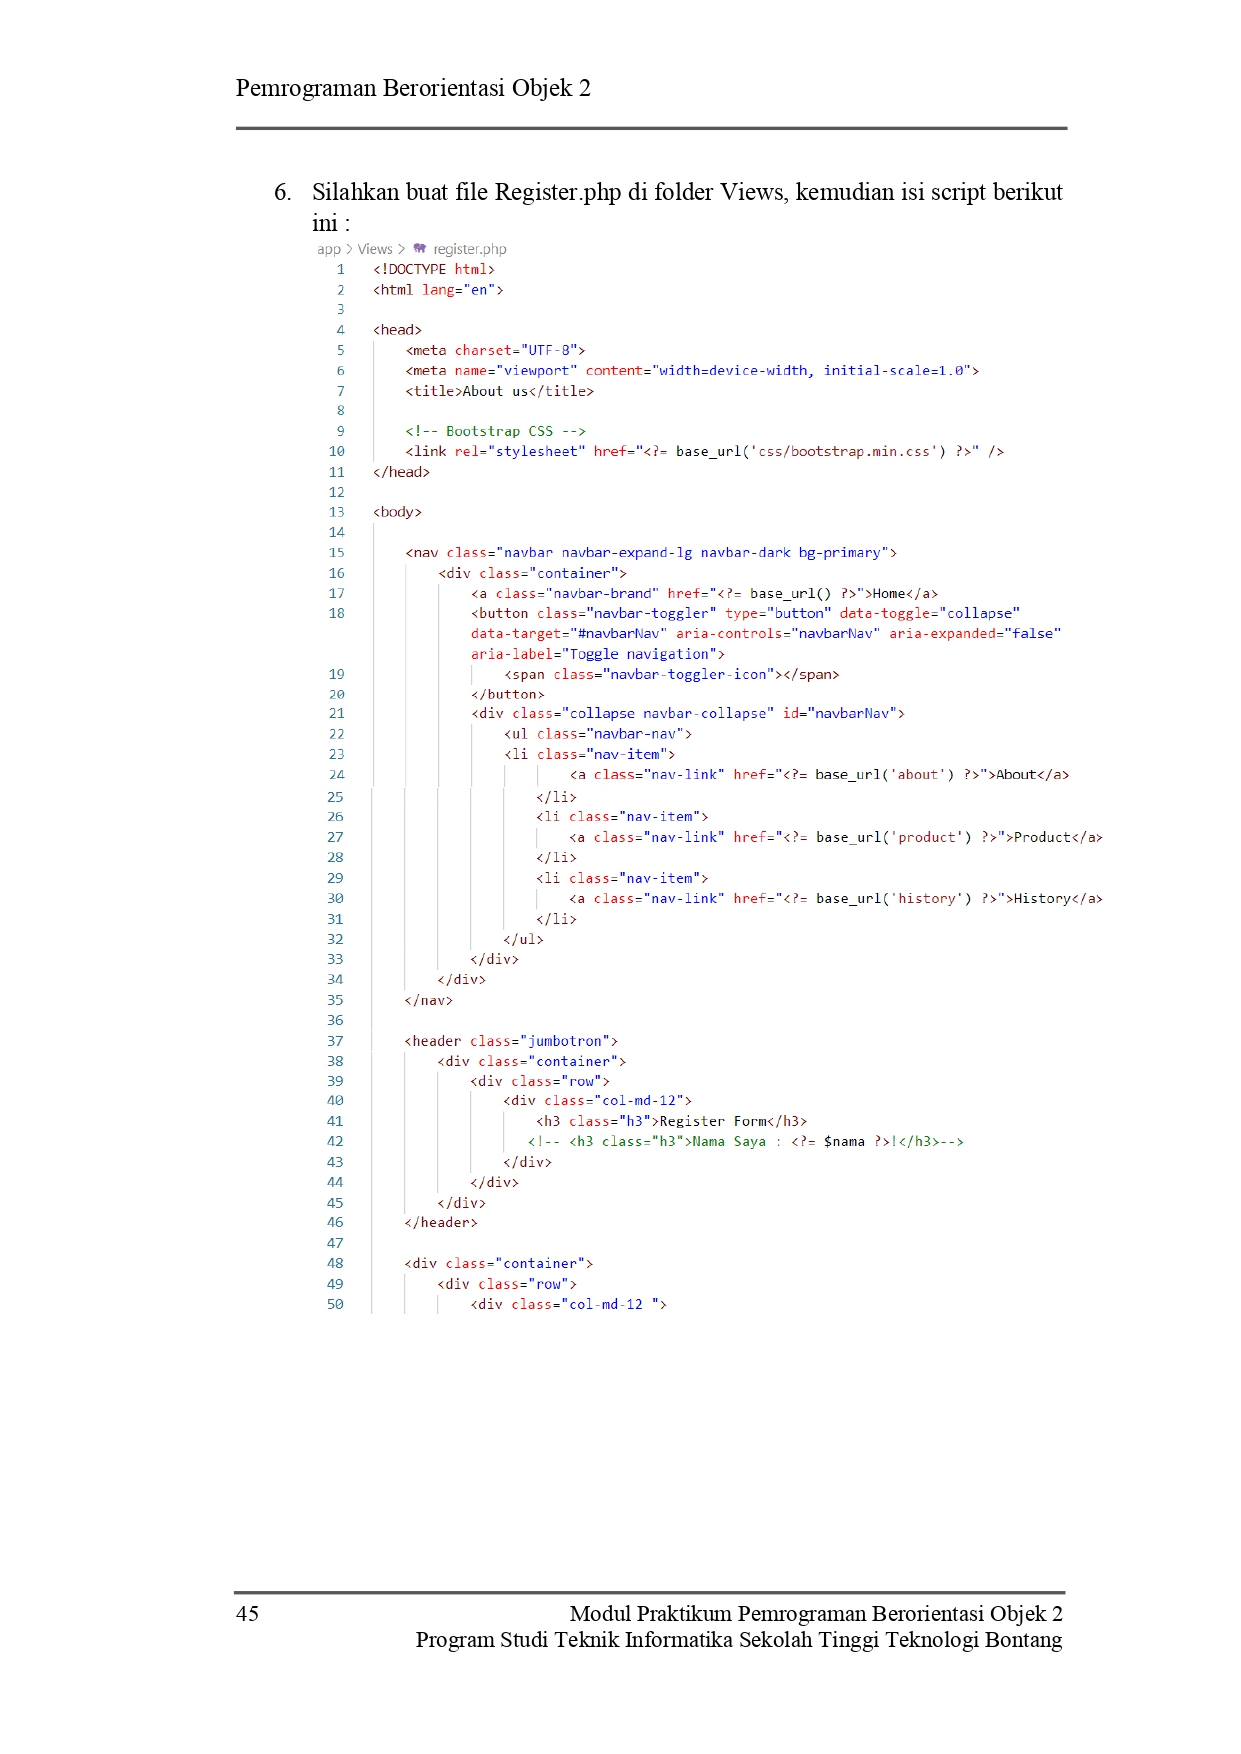 Pemrograman Berorientasi Objek 2
6. Silahkan buat file Register.php di folder Views, kemudian isi script berikut
ini :
app > Views > register.php
1 <!DOCTYPE html>
2 <html lang="en">
3
4 <head>
5 <meta charset="UTF-8">
6 <meta name="viewport" content="width=device-width, initial-scale=1.0">
7 <title>About us</title>
8
9 <!-- Bootstrap CSS -->
10 <link rel="stylesheet" href="<?= base_url('css/bootstrap.min.css') ?>" />
11 </head>
12
13 <body>
14
15 <nav class="navbar navbar-expand-lg navbar-dark bg-primary">
16 <div class="container">
17 <a class="navbar-brand" href="<?= base_url() ?>">Home</a>
18 <button class="navbar-toggler" type="button" data-toggle="collapse"
data-target="#navbarNav" aria-controls="navbarNav" aria-expanded="false"
aria-label="Toggle navigation">
19 <span class="navbar-toggler-icon"></span>
20 </button>
21 <div class="collapse navbar-collapse" id="navbarNav">
22 <ul class="navbar-nav">
23 <li class="nav-item">
24 <a class="nav-link" href="<?= base_url('about') ?>">About</a>
25 </li>
26 <li class="nav-item">
27 <a class="nav-link" href="<?= base_url('product') ?>">Product</a>
28 </li>
29 <li class="nav-item">
30 <a class="nav-link" href="<?= base_url('history') ?>">History</a>
31 </li>
32 </ul>
33 </div>
34 </div>
35 </nav>
36
37 <header class="jumbotron">
38 <div class="container">
39 <div class="row">
40 <div class="col-md-12">
41 <h3 class="h3">Register Form</h3>
42 <!-- <h3 class="h3">Nama Saya : <?= $nama ?>!</h3>-->
43 </div>
44 </div>
45 </div>
46 </header>
47
48 <div class="container">
49 <div class="row">
50 <div class="col-md-12 ">
45 Modul Praktikum Pemrograman Berorientasi Objek 2
Program Studi Teknik Informatika Sekolah Tinggi Teknologi Bontang